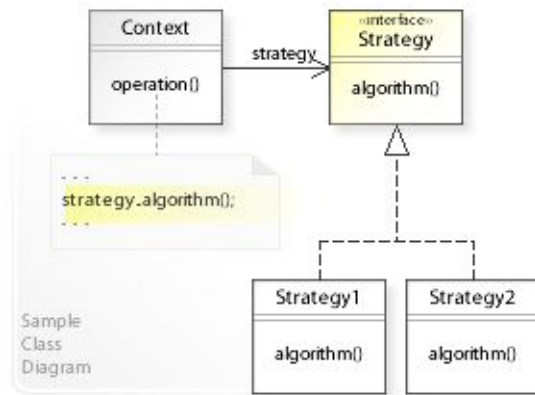 Context
operation()
strategy
«interface»
Strategy
algorithm()
. . .
strategy.algorithm();
. . .
Strategy1
algorithm()
Strategy2
algorithm()
Sample
Class
Diagram